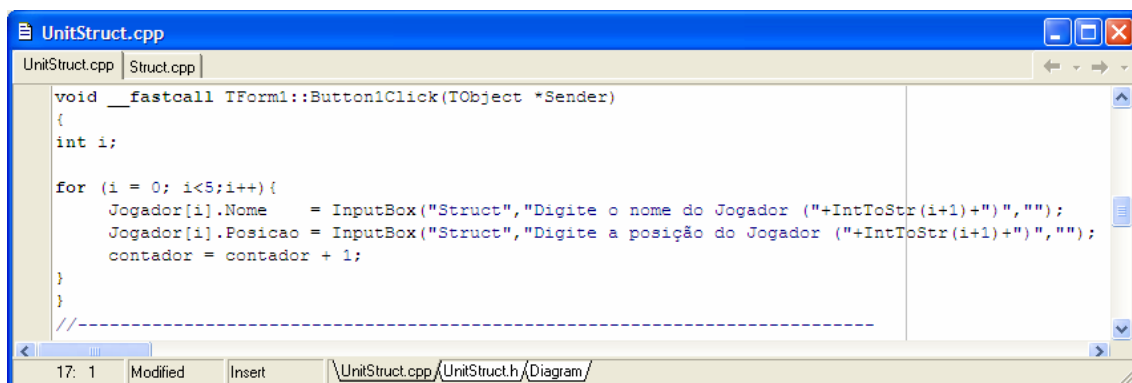 UnitStruct.cpp
UnitStruct.cpp Struct.cpp
void __fastcall TForm1::Button1Click(TObject *Sender)
{
int i;
for (i = 0; i<5;i++){
Jogador[i].Nome    = InputBox("Struct","Digite o nome do Jogador ("+IntToStr(i+1)+")","");
Jogador[i].Posicao = InputBox("Struct","Digite a posição do Jogador ("+IntToStr(i+1)+")","");
contador = contador + 1;
}
}
//---------------------------------------------------------------------------
17: 1 Modified Insert \UnitStruct.cpp/UnitStruct.h/Diagram/